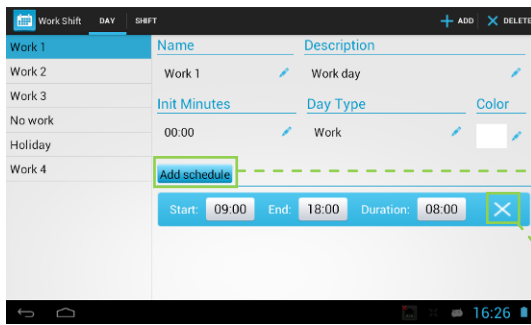 Work Shift DAY SHIFT ADD DELETE
Work 1
Work 2
Work 3
No work
Holiday
Work 4
Name Description
Work 1 Work day
Init Minutes Day Type Color
00:00 Work
Add schedule
Start: 09:00 End: 18:00 Duration: 08:00
16:26